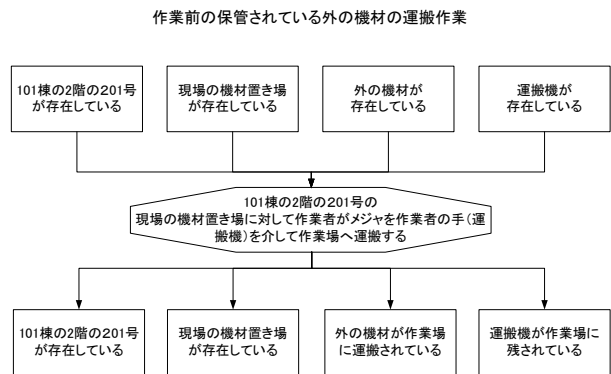 作業前の保管されている外の機材の運搬作業
101棟の2階の201号
が存在している
現場の機材置き場
が存在している
外の機材が
存在している
運搬機が
存在している
101棟の2階の201号の
現場の機材置き場に対して作業者がメジャを作業者の手(運
搬機)を介して作業場へ運搬する
101棟の2階の201号
が存在している
現場の機材置き場
が存在している
外の機材が作業場
に運搬されている
運搬機が作業場に
残されている